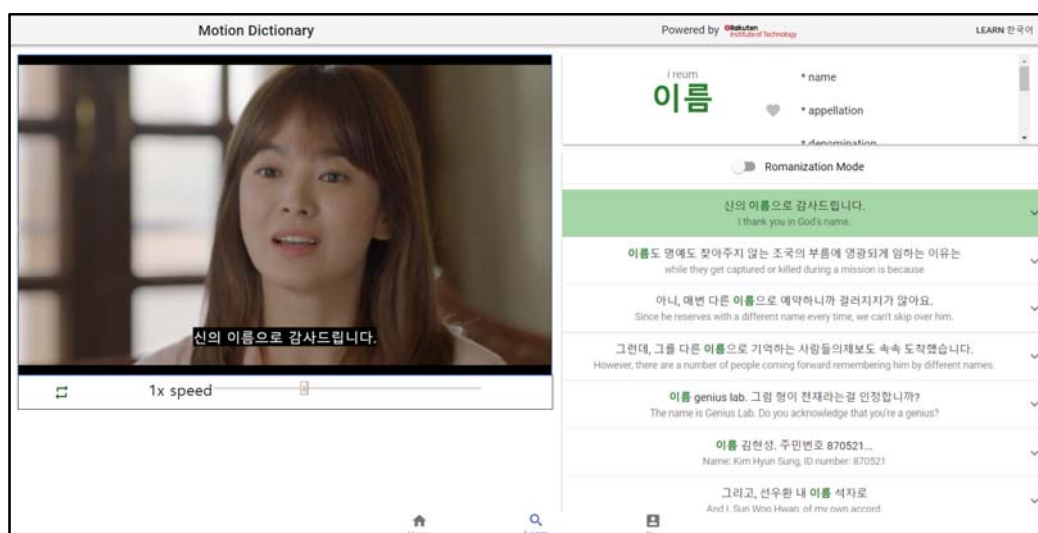 Motion Dictionary
Powered by Rakuten Institute of Technology
LEARN 한국어
신의 이름으로 감사드립니다.
1x speed
i reum
이름
* name
* appellation
* denomination
Romanization Mode
신의 이름으로 감사드립니다.
I thank you in God's name.
이름도 명예도 찾아주지 않는 조국의 부름에 영광되게 임하는 이유는
while they get captured or killed during a mission is because
아니, 매번 다른 이름으로 예약하니까 걸러지지가 않아요.
Since he reserves with a different name every time, we can't skip over him.
그런데, 그를 다른 이름으로 기억하는 사람들의제보도 속속 도착했습니다.
However, there are a number of people coming forward remembering him by different names.
이름 genius lab. 그럼 형이 천재라는걸 인정합니까?
The name is Genius Lab. Do you acknowledge that you're a genius?
이름 김현성. 주민번호 870521...
Name: Kim Hyun Sung, ID number: 870521
그리고, 선우환 내 이름 석자로
And I, Sun Woo Hwan, of my own accord.